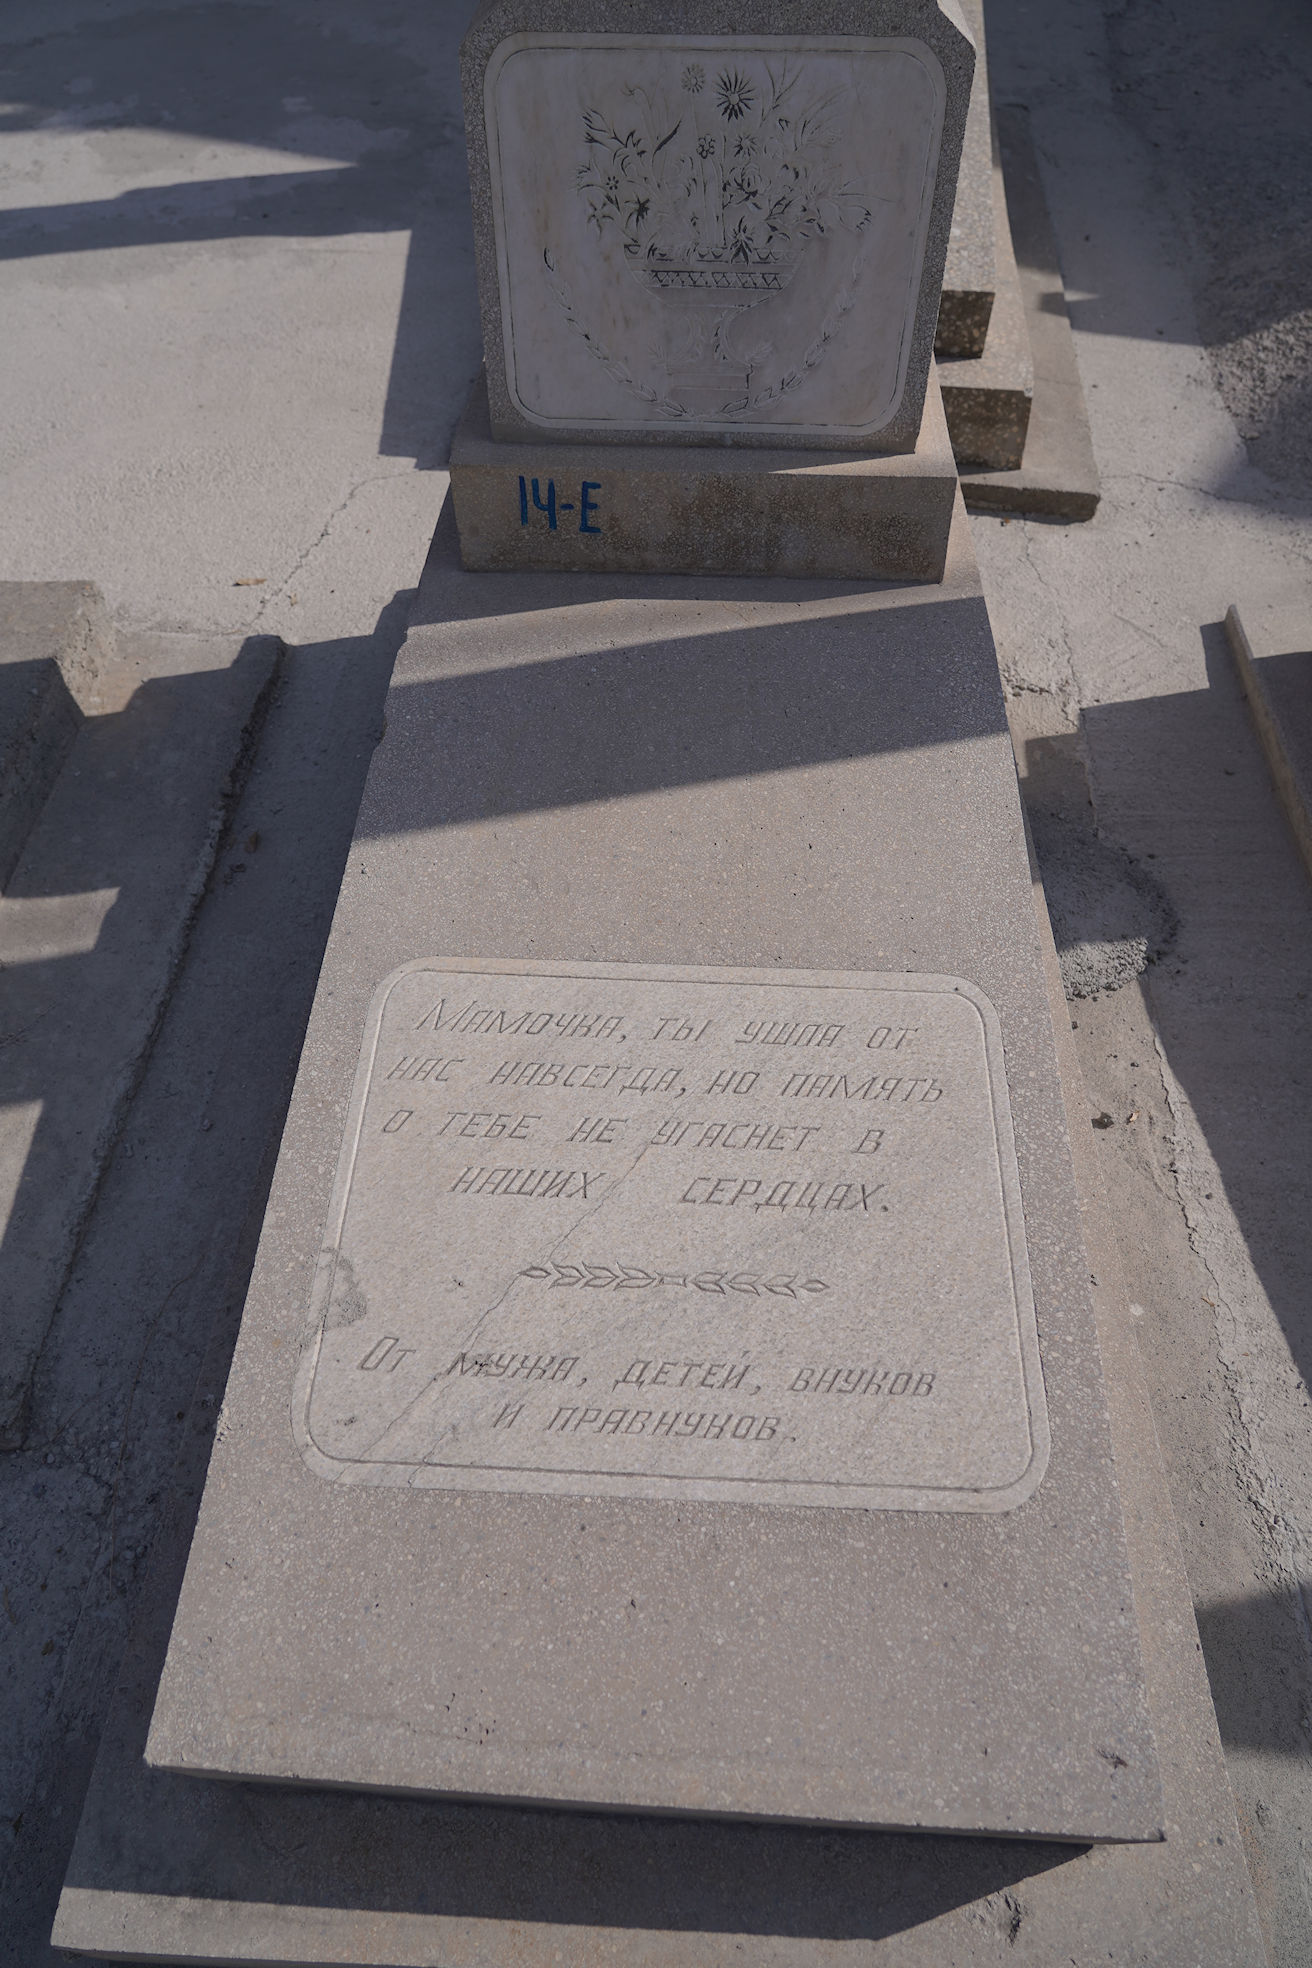 14-E
Мамочка, ты ушла от
нас навсегда, но память
о тебе не угаснет в
наших сердцах.
От мужа, детей, внуков
и правнуков.